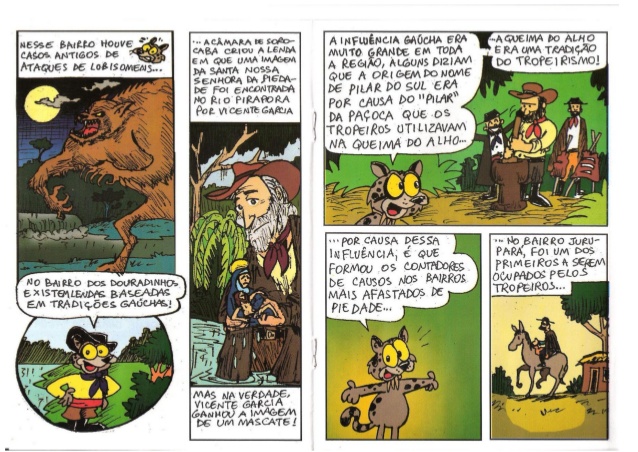 NESSE BAIRRO HOUVE
CASOS ANTIGOS DE
ATAQUES DE LOBISOMENS...
NO BAIRRO DOS DOURADINHOS
EXISTEM LENDAS BASEADAS
EM TRADIÇÕES GAÚCHAS!
...A CÂMARA DE SORO-
CABA CRIOU A LENDA
EM QUE UMA IMAGEM
DA SANTA NOSSA
SENHORA DA PIEDA-
DE FOI ENCONTRADA
NO RIO PIRAPORA
POR VICENTE GARCIA
MAS NA VERDADE,
VICENTE GARCIA
GANHOU A IMAGEM
DE UM MASCATE!
A INFLUÊNCIA GAÚCHA ERA
MUITO GRANDE EM TODA
A REGIÃO, ALGUNS DIZIAM
QUE A ORIGEM DO NOME
DE PILAR DO SUL ERA
POR CAUSA DO "PILAR"
DA PAÇOCA QUE OS
TROPEIROS UTILIZAVAM
NA QUEIMA DO ALHO...
...A QUEIMA DO ALHO
ERA UMA TRADIÇÃO
DO TROPEIRISMO!
...POR CAUSA DESSA
INFLUÊNCIA, É QUE
FORMOU OS CONTADORES
DE CAUSOS NOS BAIRROS
MAIS AFASTADOS DE
PIEDADE...
...NO BAIRRO JURU-
PARÁ, FOI UM DOS
PRIMEIROS A SEREM
OCUPADOS PELOS
TROPEIROS...